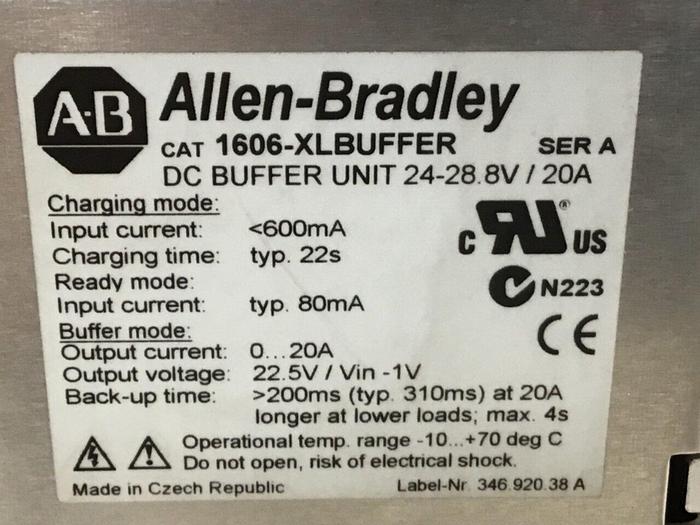 A-B Allen-Bradley
CAT 1606-XLBUFFER SER A
DC BUFFER UNIT 24-28.8V / 20A
Charging mode:
Input current: <600mA
Charging time: typ. 22s
Ready mode:
Input current: typ. 80mA
Buffer mode:
Output current: 0...20A
Output voltage: 22.5V / Vin -1V
Back-up time: >200ms (typ. 310ms) at 20A
longer at lower loads; max. 4s
C RU ® US
N223
CE
Operational temp. range -10...+70 deg C
Do not open, risk of electrical shock.
Made in Czech Republic Label-Nr. 346.920.38 A